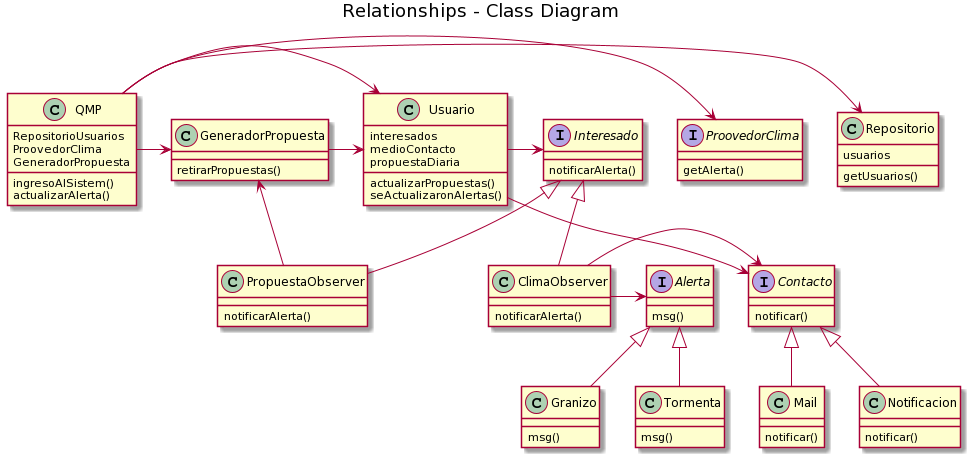 Relationships - Class Diagram
C QMP
RepositorioUsuarios
ProovedorClima
GeneradorPropuesta
ingresoAlSistem()
actualizarAlerta()
C GeneradorPropuesta
retirarPropuestas()
C Usuario
interesados
medioContacto
propuestaDiaria
actualizarPropuestas()
seActualizaronAlertas()
I Interesado
notificarAlerta()
I ProovedorClima
getAlerta()
C Repositorio
usuarios
getUsuarios()
C PropuestaObserver
notificarAlerta()
C ClimaObserver
notificarAlerta()
I Alerta
msg()
I Contacto
notificar()
C Granizo
msg()
C Tormenta
msg()
C Mail
notificar()
C Notificacion
notificar()